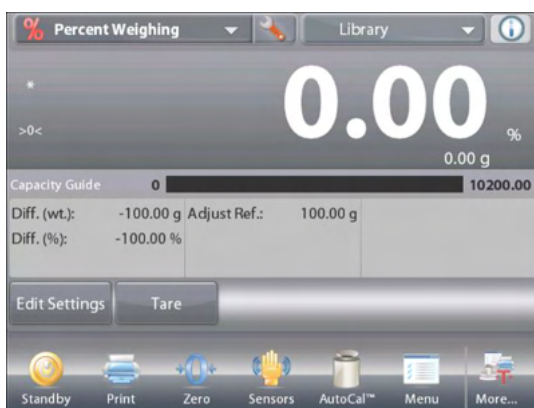 % Percent Weighing Library
*
>0<
0.00 %
0.00 g
Capacity Guide 0 10200.00
Diff. (wt.): -100.00 g Adjust Ref.: 100.00 g
Diff. (%): -100.00 %
Edit Settings Tare
Standby Print Zero Sensors AutoCal™ Menu More...